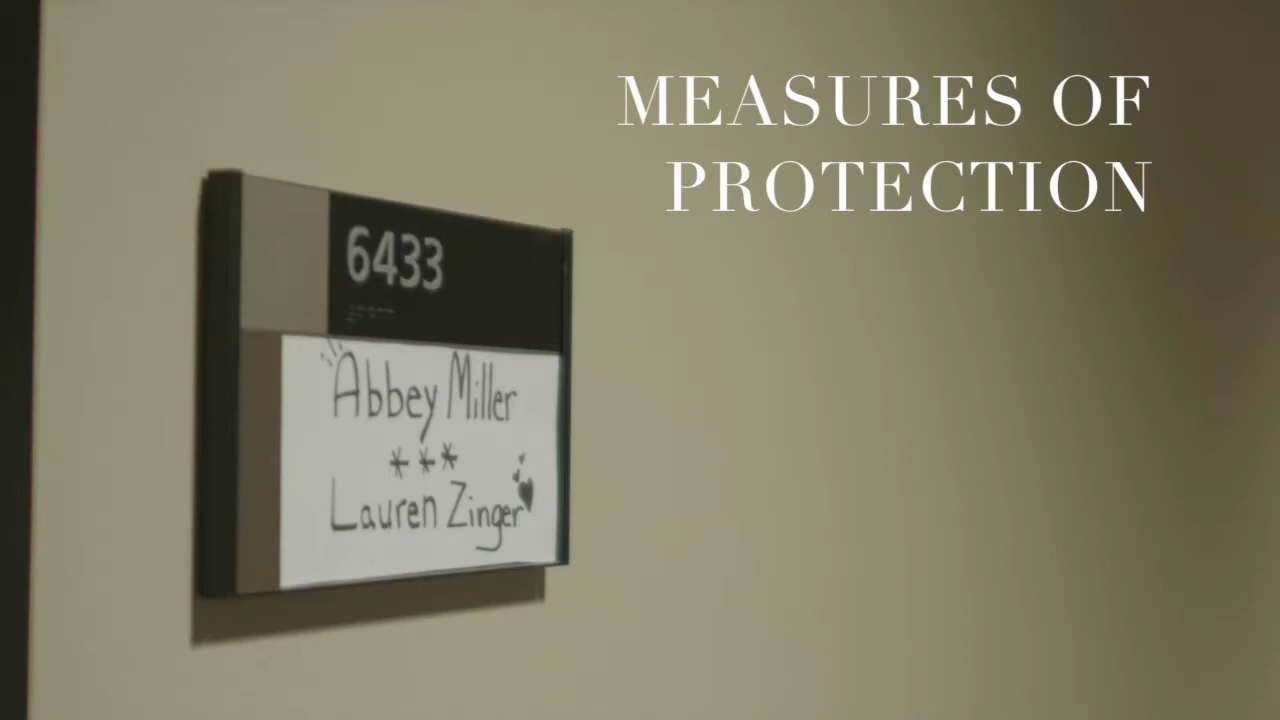 MEASURES OF
PROTECTION
6433
Abbey Miller
***
Lauren Zinger